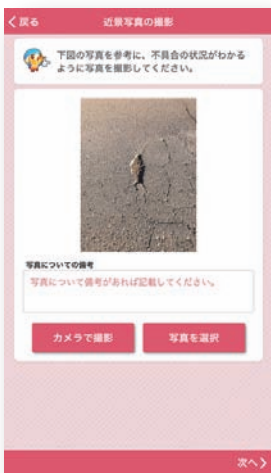 く戻る
近景写真の撮影
下図の写真を参考に、不具合の状況がわかる
ように写真を撮影してください。
写真についての備考
写真について備考があれば記載してください。
カメラで撮影
写真を選択
次へ>